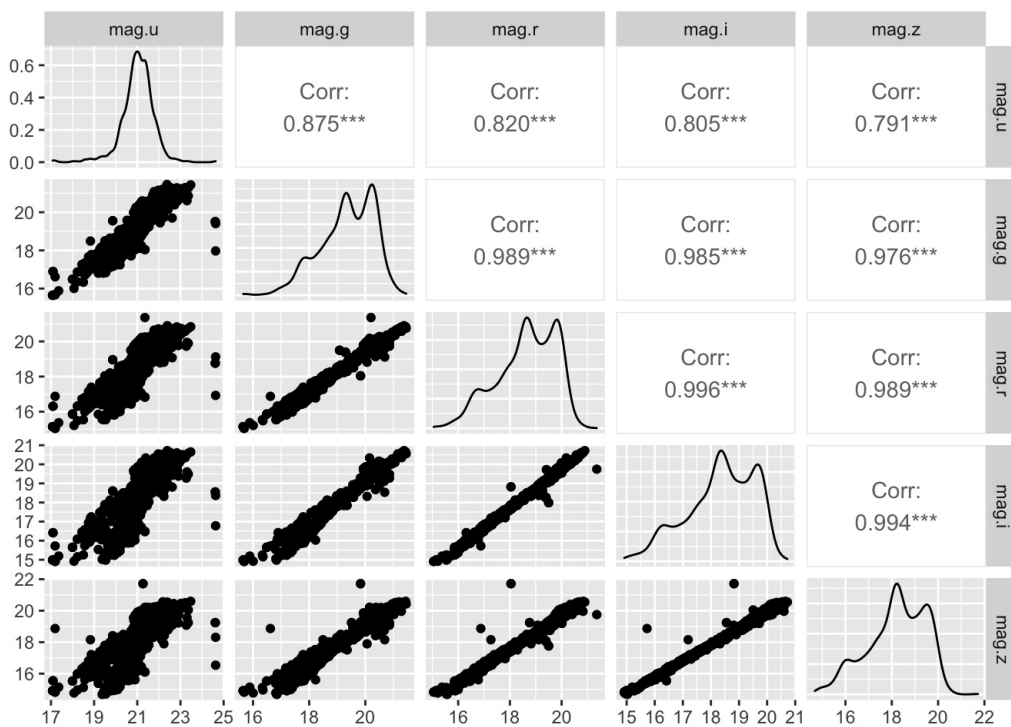 mag.u mag.g mag.r mag.i mag.z
0.6
0.4
0.2
0.0
Corr:
0.875***
Corr:
0.820***
Corr:
0.805***
Corr:
0.791***
mag.u
20
18
16
Corr:
0.989***
Corr:
0.985***
Corr:
0.976***
mag.g
20
18
16
Corr:
0.996***
Corr:
0.989***
mag.r
21
20
19
18
17
16
15
Corr:
0.994***
mag.i
22
20
18
16
mag.z
17 19 21 23 25 16 18 20 16 18 20 15 16 17 18 19 20 21 16 18 20 22